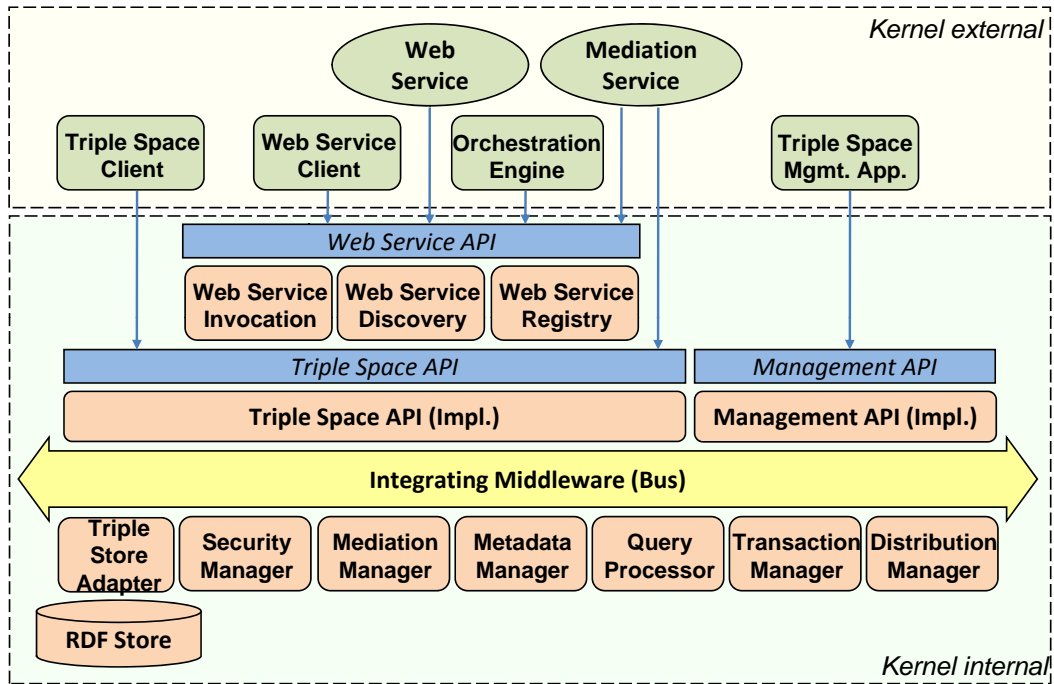 Kernel external
Web
Service
Mediation
Service
Triple Space
Client
Web Service
Client
Orchestration
Engine
Triple Space
Mgmt. App.
Web Service API
Web Service
Invocation
Web Service
Discovery
Web Service
Registry
Triple Space API
Management API
Triple Space API (Impl.)
Management API (Impl.)
Integrating Middleware (Bus)
Triple
Store
Adapter
Security
Manager
Mediation
Manager
Metadata
Manager
Query
Processor
Transaction
Manager
Distribution
Manager
RDF Store
Kernel internal